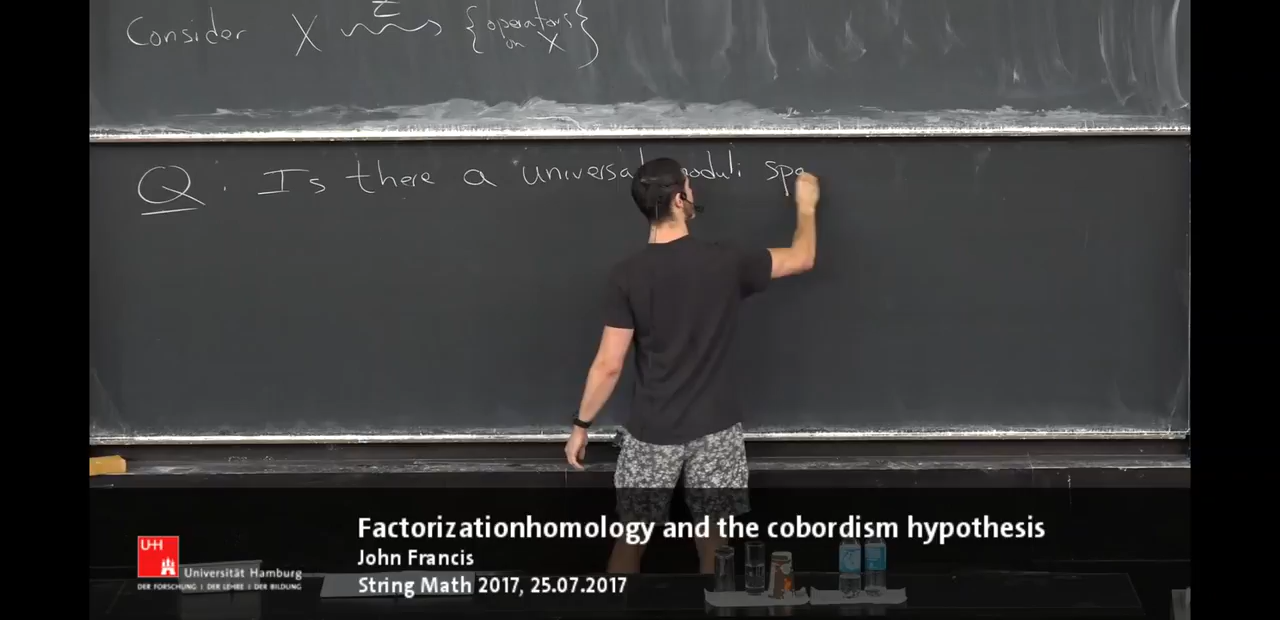 Consider X {operators on X}
Q. Is there a universal moduli spa
Factorizationhomology and the cobordism hypothesis
John Francis
String Math 2017, 25.07.2017
UHH
Universität Hamburg
DER FORSCHUNG | DER LEHRE | DER BILDUNG